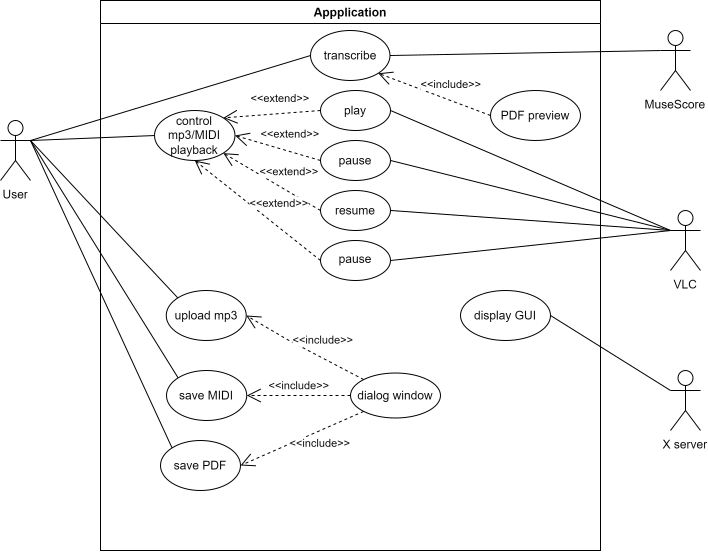 Appplication
transcribe
MuseScore
<<include>>
<<extend>>
play
PDF preview
control
mp3/MIDI
playback
<<extend>>
pause
User
<<extend>>
resume
<<extend>>
pause
VLC
upload mp3
display GUI
<<include>>
save MIDI
<<include>>
dialog window
X server
<<include>>
save PDF